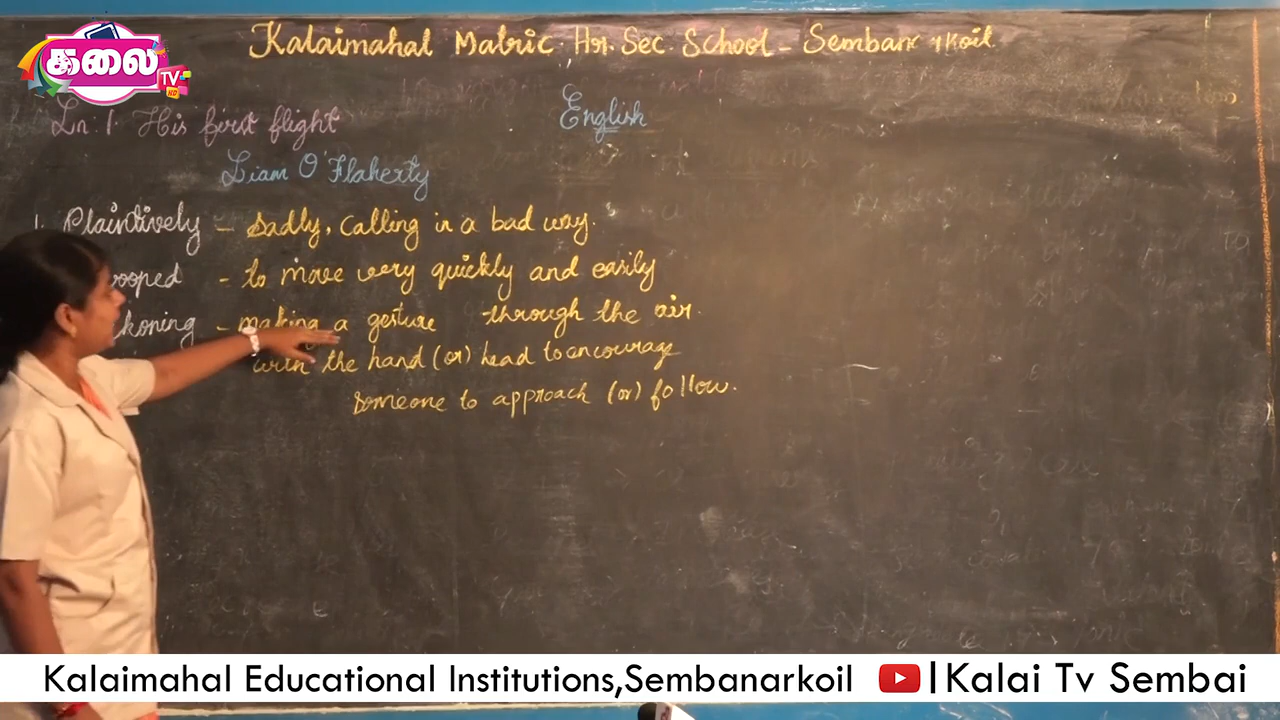 கலை
TV
HD
Kalaimahal Matric. Hr. Sec. School - Sembanarkoil.
Ln: 1. His first flight
English
Liam O'Flaherty
1. Plaintively - Sadly, calling in a bad way.
ooped - to move very quickly and easily
through the air.
koning - making a gesture
with the hand (or) head to encourage
someone to approach (or) follow.
Kalaimahal Educational Institutions,Sembanarkoil
Kalai Tv Sembai